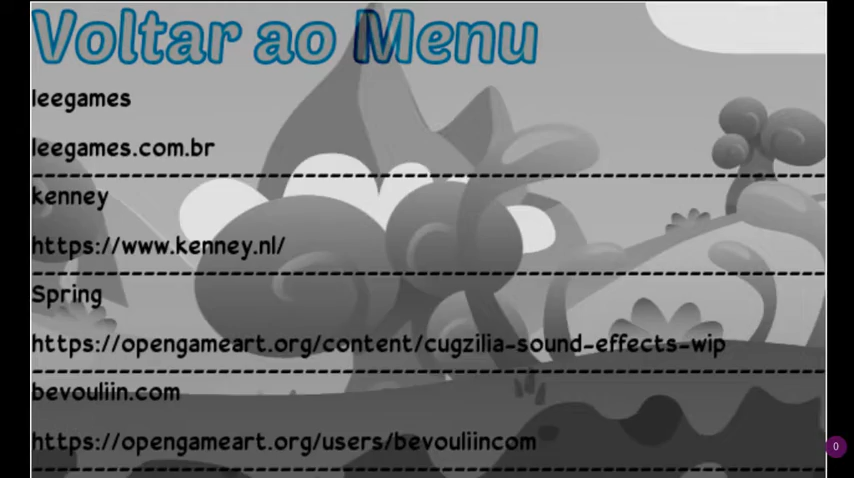 Voltar ao Menu
leegames
leegames.com.br
kenney
https://www.kenney.nl/
Spring
https://opengameart.org/content/cugzilia-sound-effects-wip
bevouliin.com
https://opengameart.org/users/bevouliincom
0